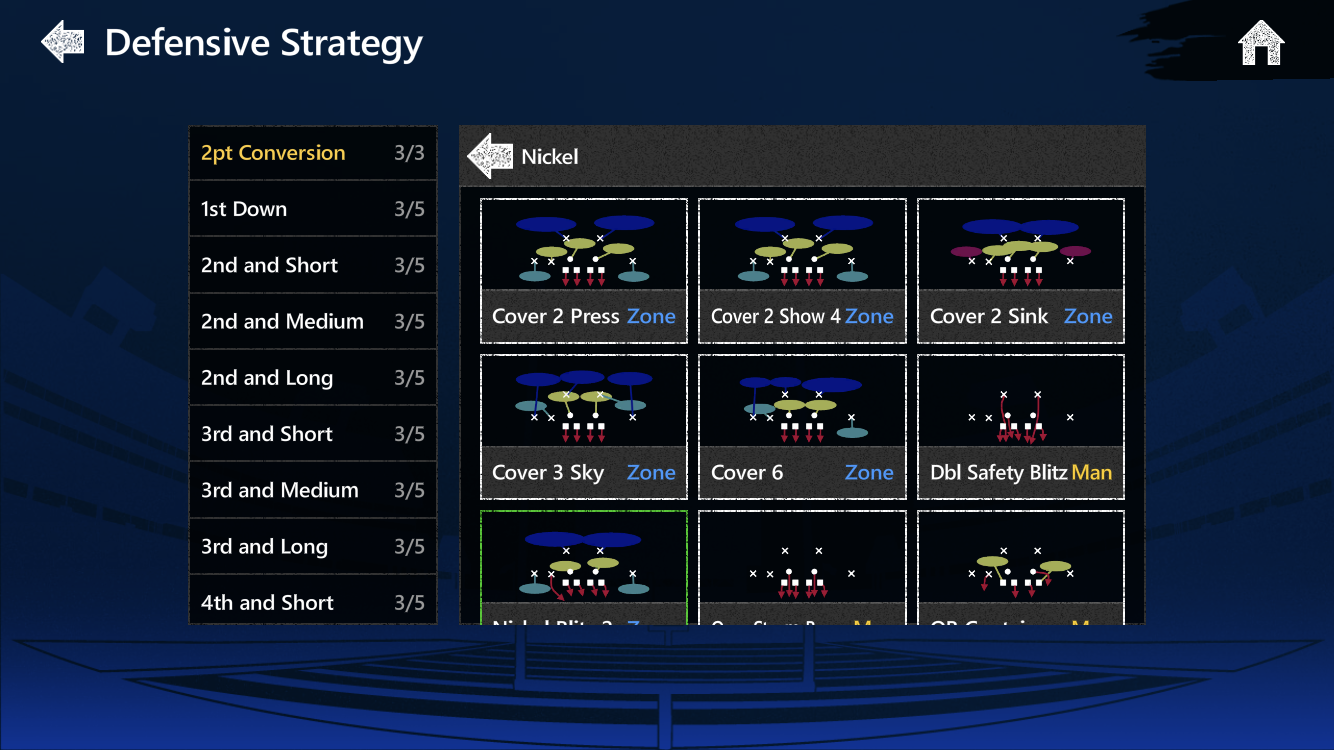 Defensive Strategy
2pt Conversion 3/3
1st Down 3/5
2nd and Short 3/5
2nd and Medium 3/5
2nd and Long 3/5
3rd and Short 3/5
3rd and Medium 3/5
3rd and Long 3/5
4th and Short 3/5
Nickel
Cover 2 Press Zone
Cover 2 Show 4 Zone
Cover 2 Sink Zone
Cover 3 Sky Zone
Cover 6 Zone
Dbl Safety Blitz Man